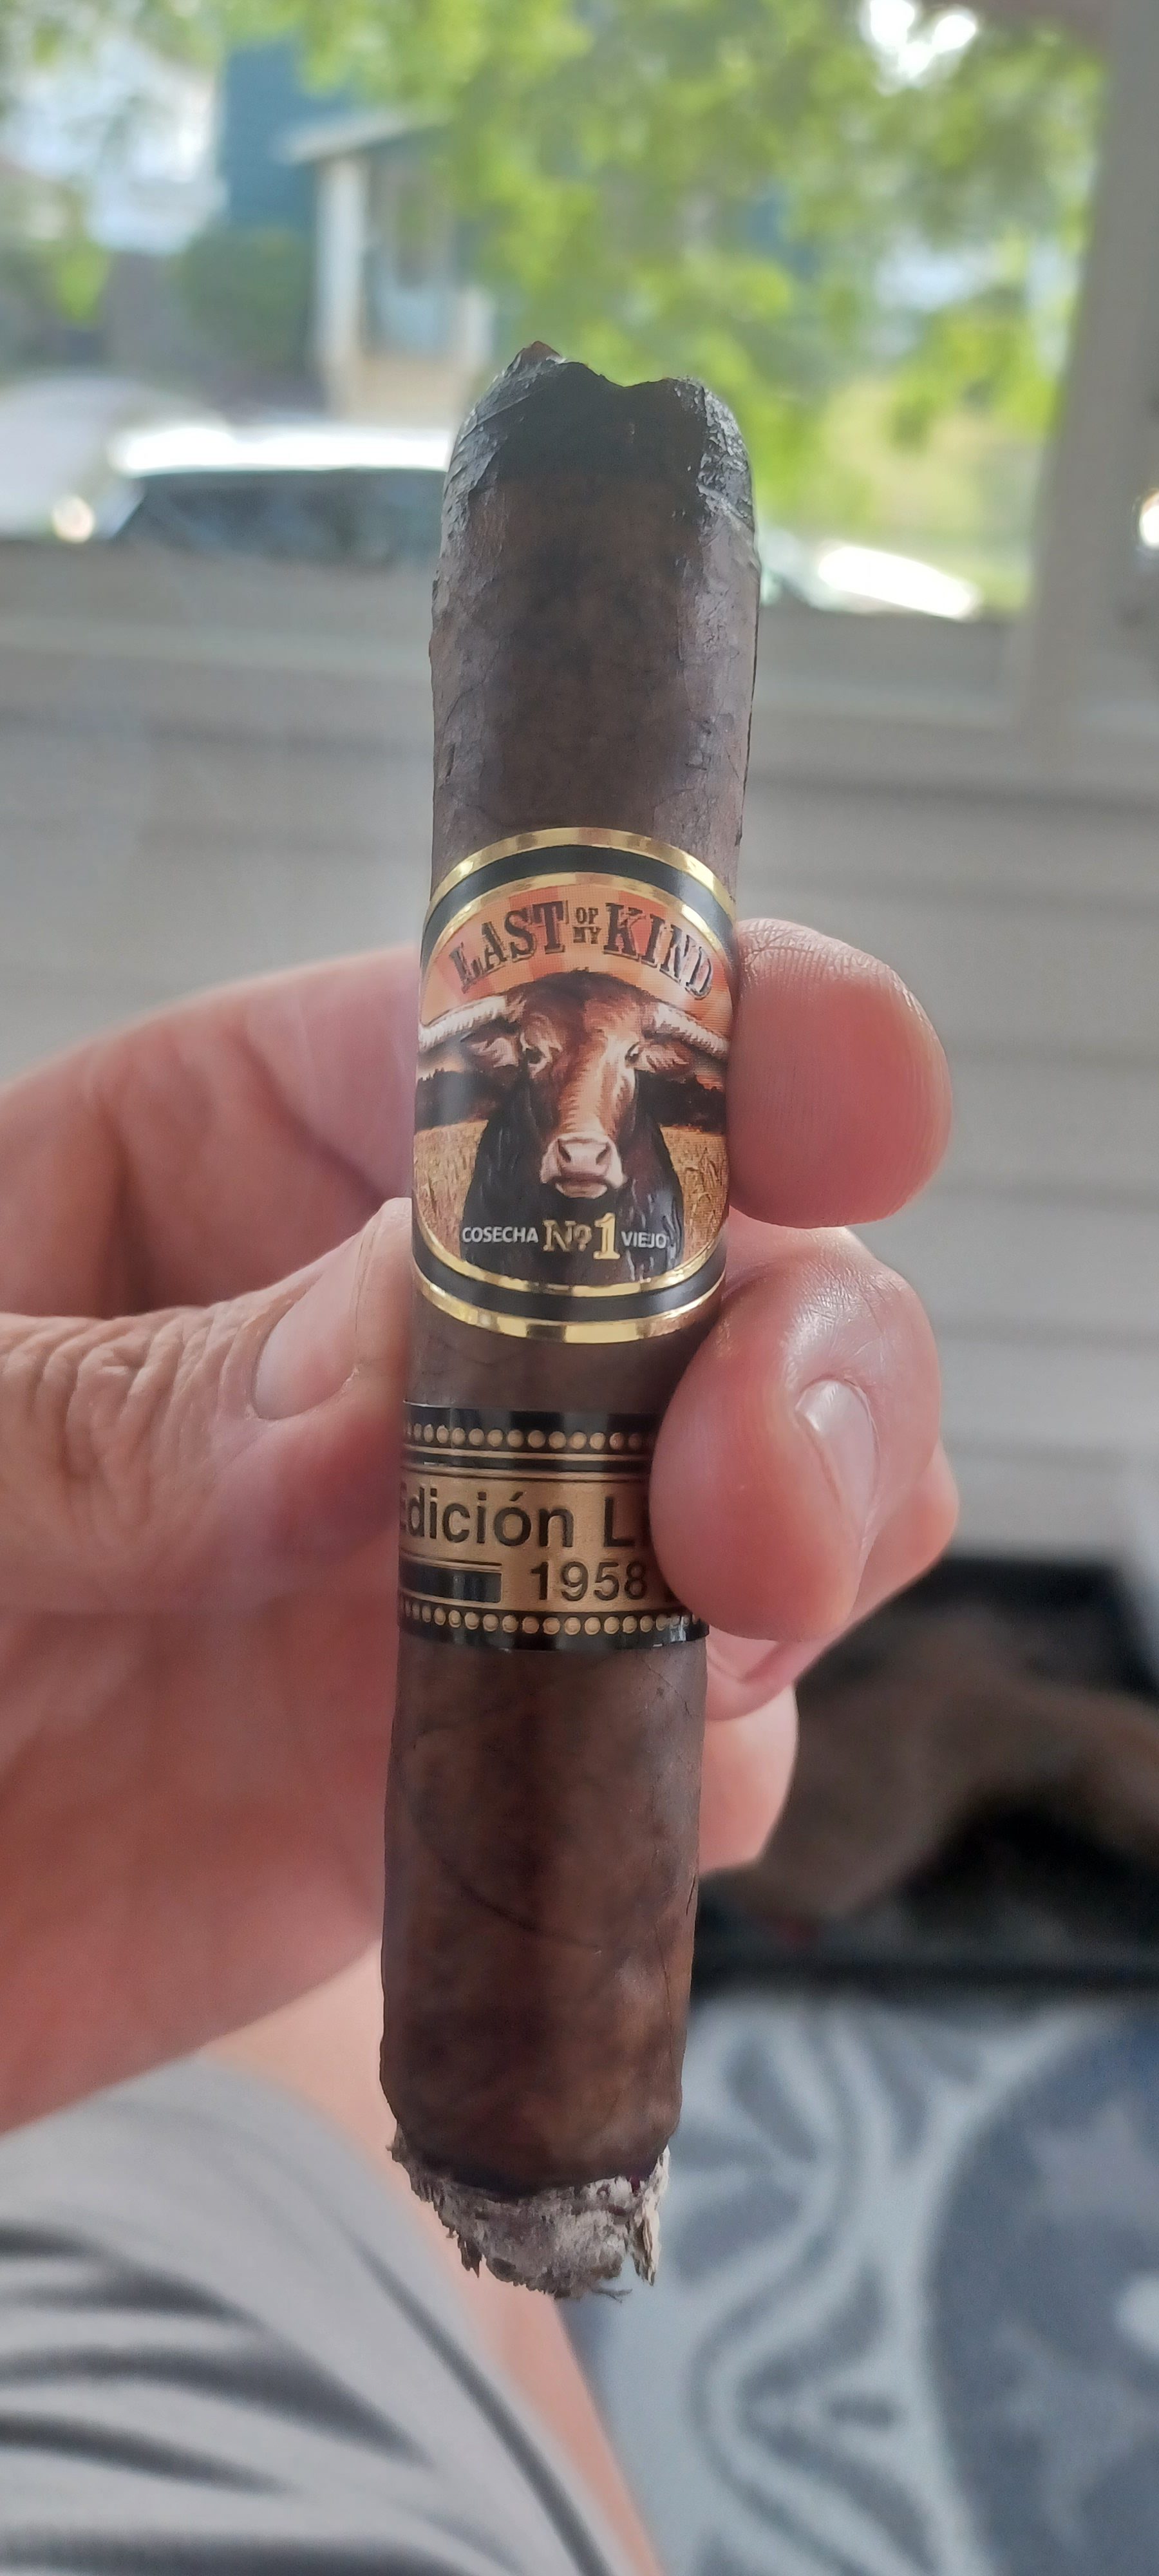 LAST OF MY KIND
COSECHA Nº1 VIEJO
Edición
1958